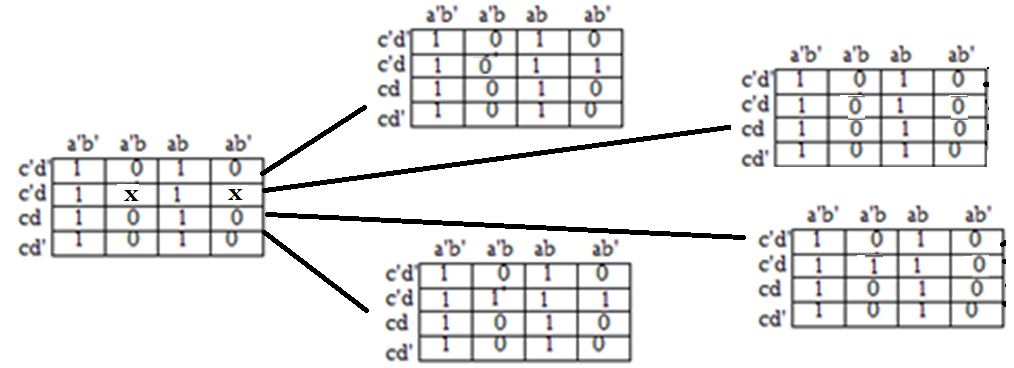 a'b' a'b ab ab'
c'd' 1 0 1 0
c'd 1 x 1 x
cd 1 0 1 0
cd' 1 0 1 0
a'b' a'b ab ab'
c'd' 1 0 1 0
c'd 1 0 1 1
cd 1 0 1 0
cd' 1 0 1 0
a'b' a'b ab ab'
c'd' 1 0 1 0
c'd 1 0 1 0
cd 1 0 1 0
cd' 1 0 1 0
a'b' a'b ab ab'
c'd' 1 0 1 0
c'd 1 1 1 1
cd 1 0 1 0
cd' 1 0 1 0
a'b' a'b ab ab'
c'd' 1 0 1 0
c'd 1 1 1 0
cd 1 0 1 0
cd' 1 0 1 0